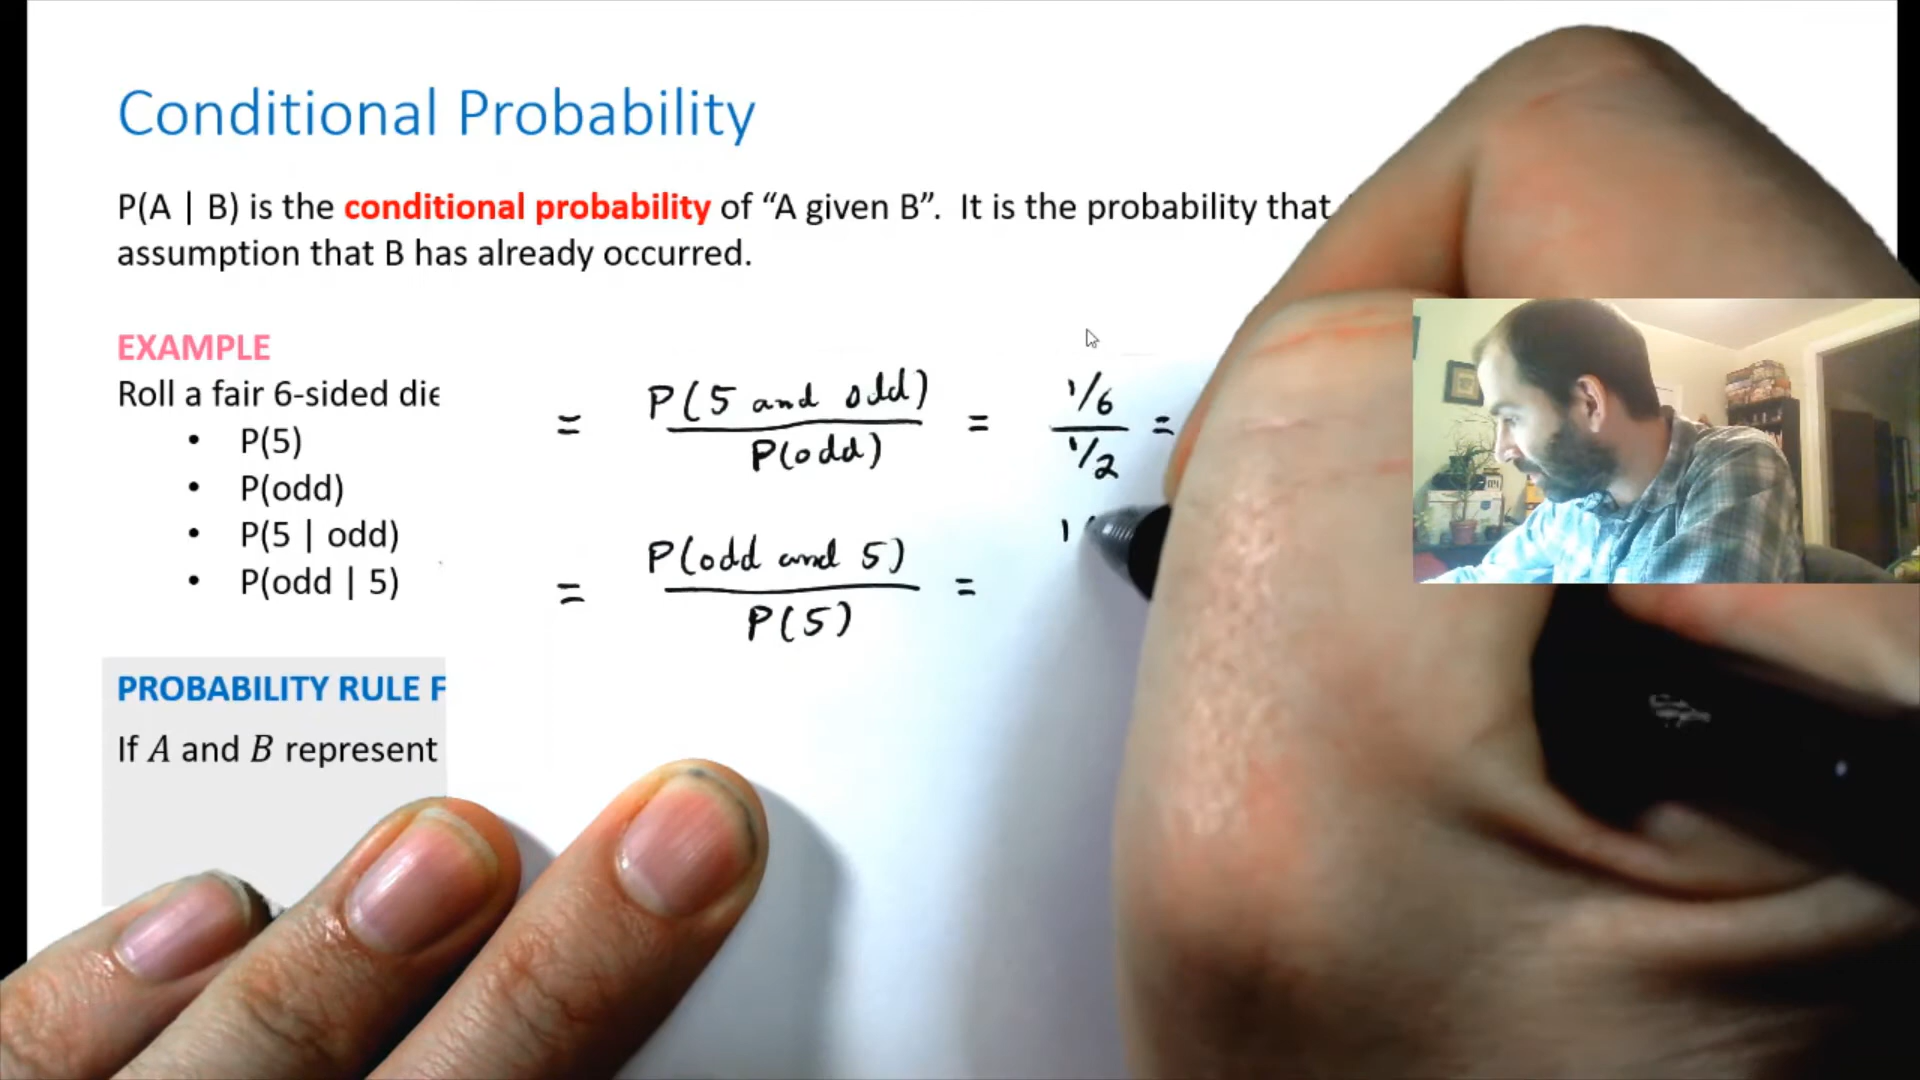 Conditional Probability
P(A | B) is the conditional probability of “A given B”. It is the probability that
assumption that B has already occurred.
EXAMPLE
Roll a fair 6-sided die
• P(5)
• P(odd)
• P(5 | odd)
• P(odd | 5)
= P(5 and odd) / P(odd) = 1/6 / 1/2 =
= P(odd and 5) / P(5) = 1
PROBABILITY RULE F
If A and B represent